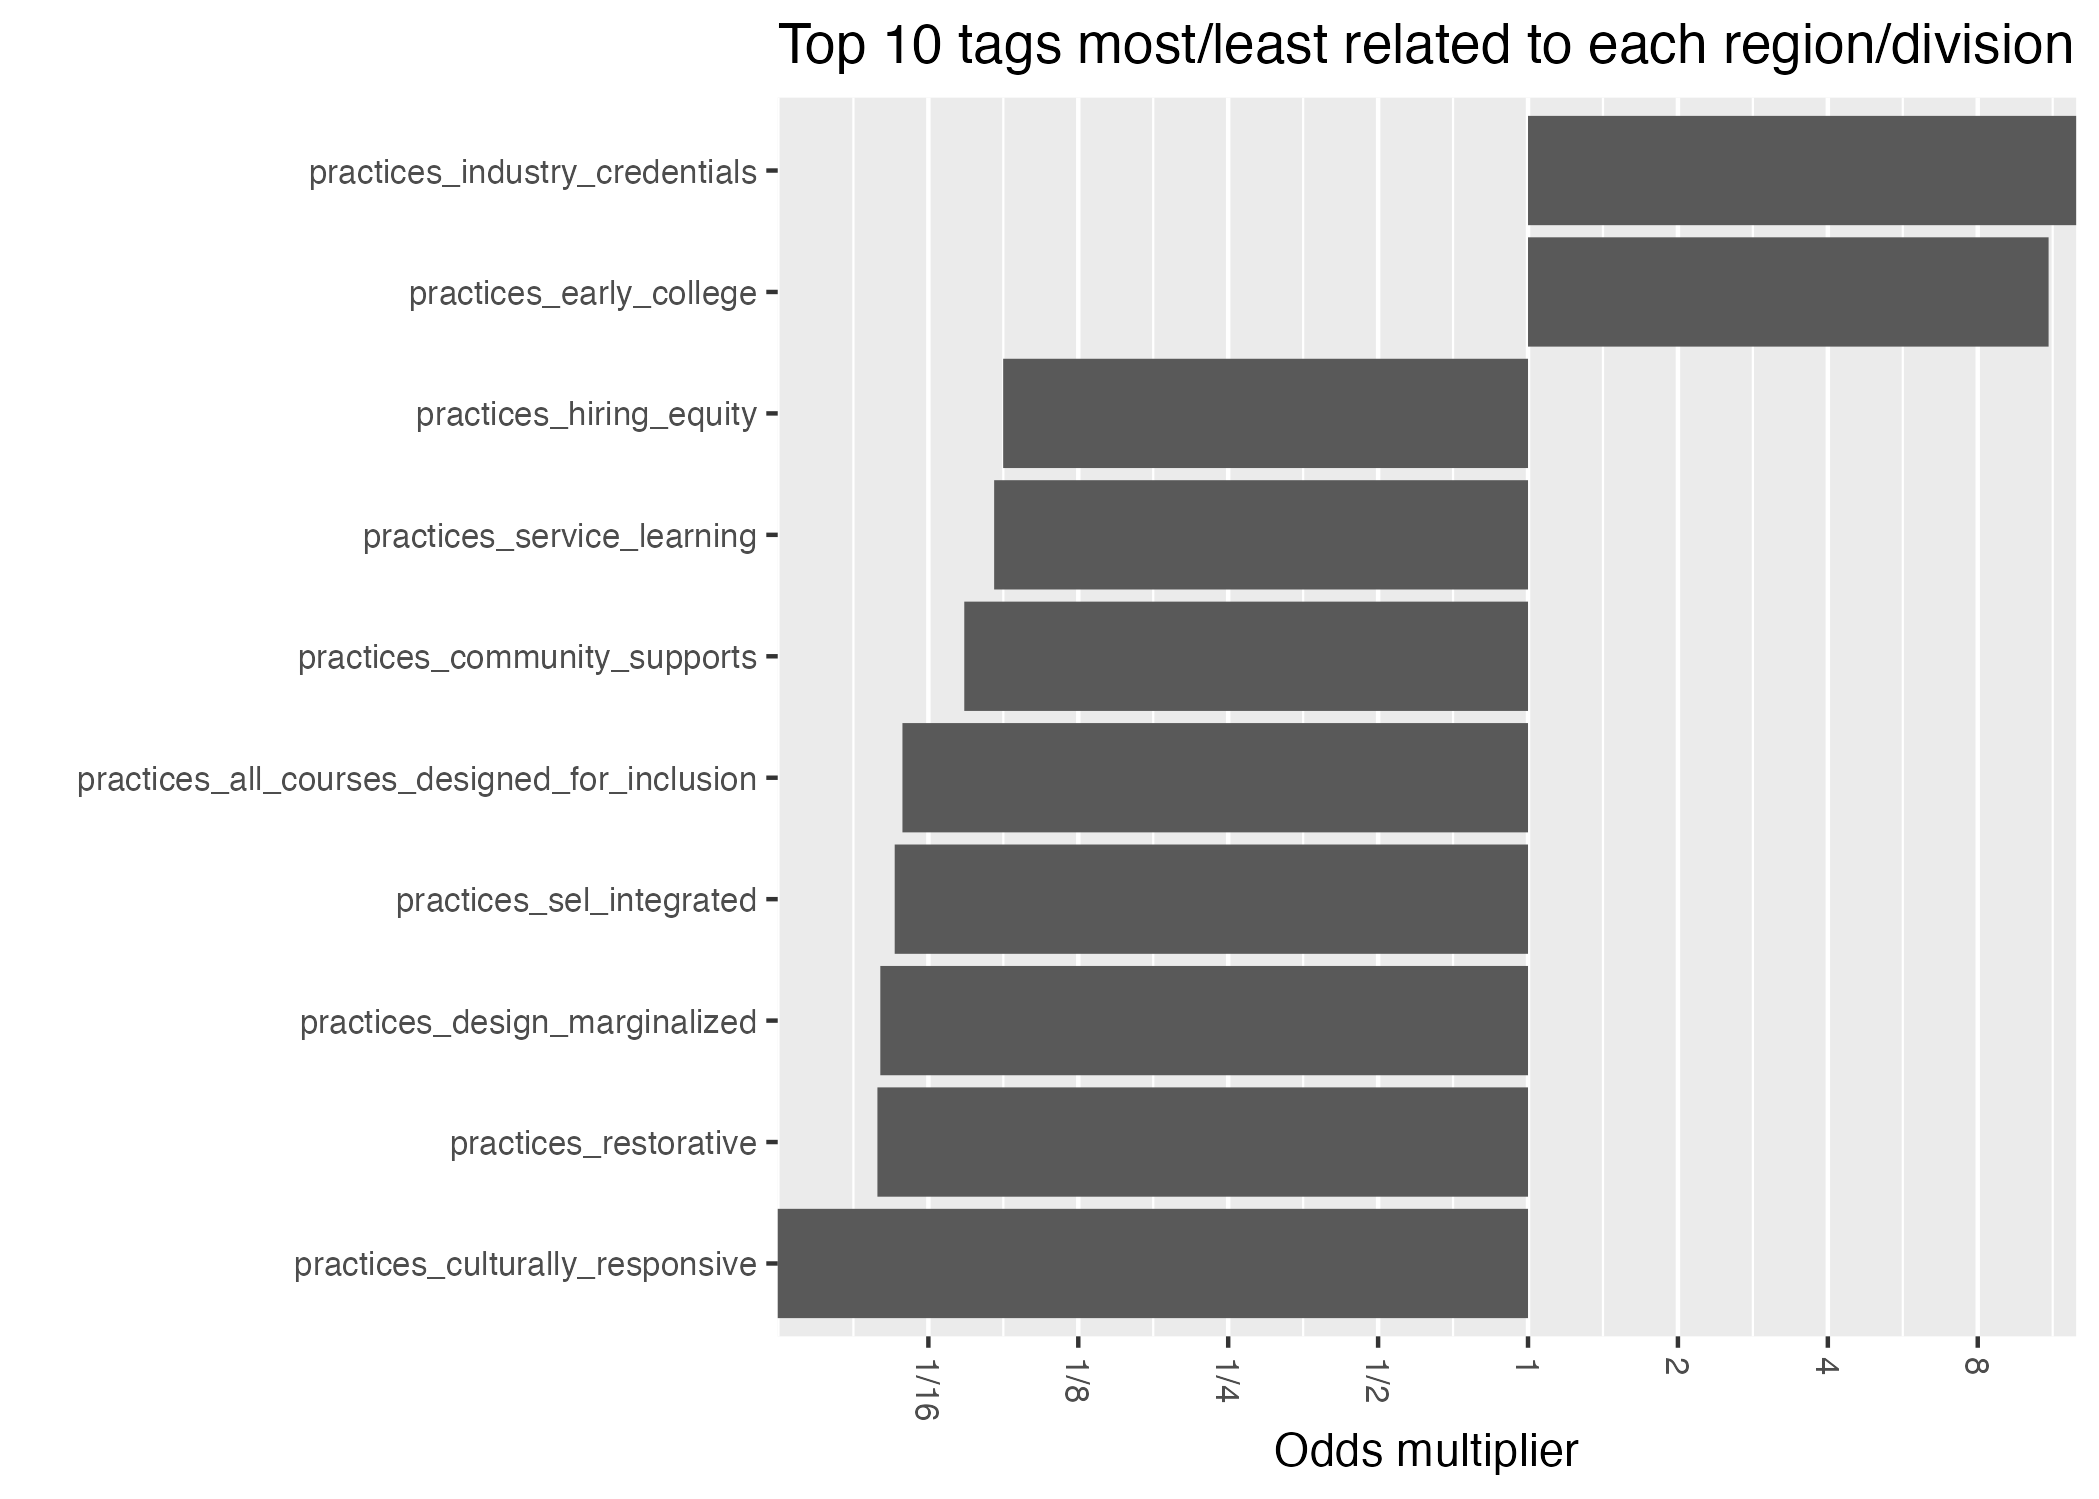 Top 10 tags most/least related to each region/division
practices_industry_credentials
practices_early_college
practices_hiring_equity
practices_service_learning
practices_community_supports
practices_all_courses_designed_for_inclusion
practices_sel_integrated
practices_design_marginalized
practices_restorative
practices_culturally_responsive
1/16
1/8
1/4
1/2
1
2
4
8
Odds multiplier